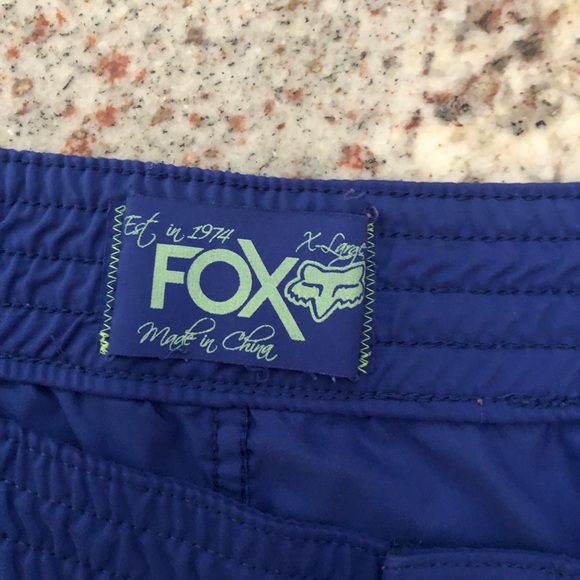 Est in 1974
X-Large
FOX
Made in China